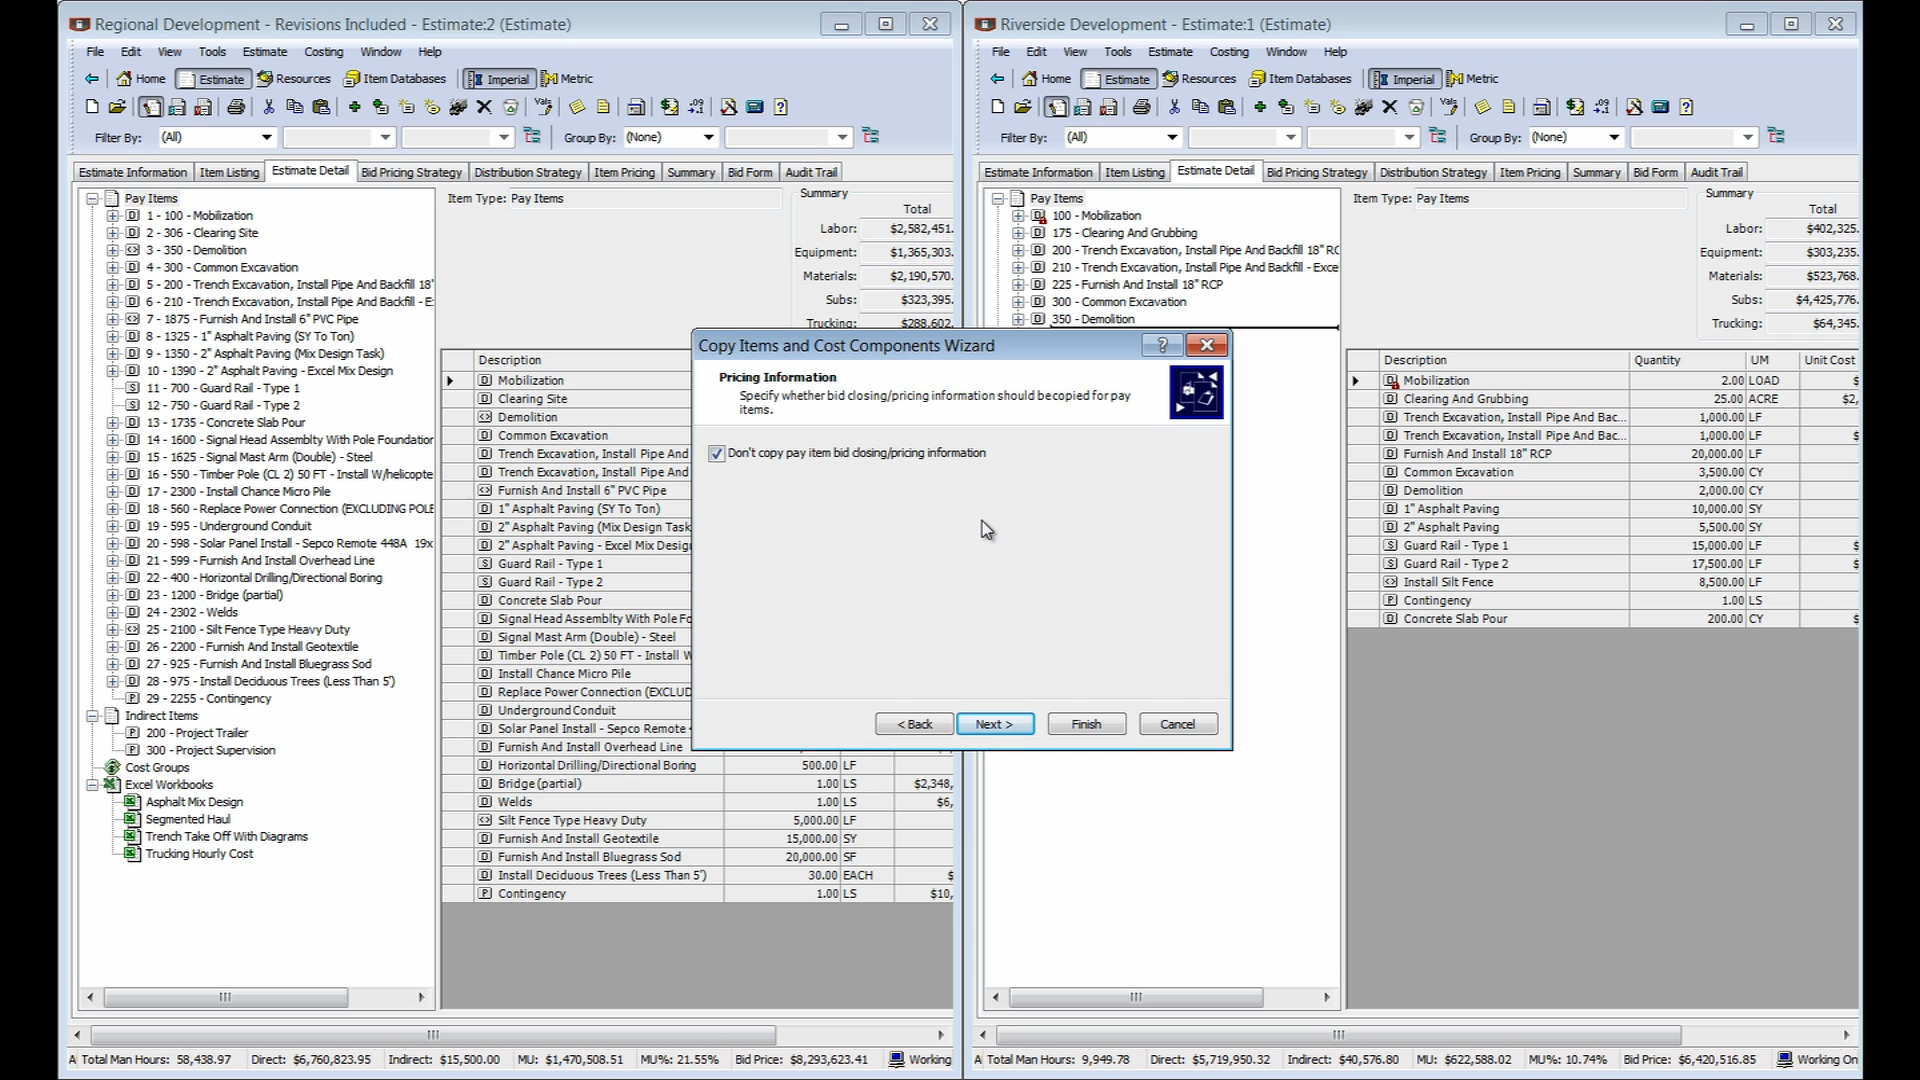 Regional Development - Revisions Included - Estimate:2 (Estimate)
File Edit View Tools Estimate Costing Window Help
Home Estimate Resources Item Databases Imperial Metric
Filter By: (All) Group By: (None)
Estimate Information Item Listing Estimate Detail Bid Pricing Strategy Distribution Strategy Item Pricing Summary Bid Form Audit Trail
Pay Items
1 - 100 - Mobilization
2 - 306 - Clearing Site
3 - 350 - Demolition
4 - 300 - Common Excavation
5 - 200 - Trench Excavation, Install Pipe And Backfill 18"
6 - 210 - Trench Excavation, Install Pipe And Backfill - E
7 - 1875 - Furnish And Install 6" PVC Pipe
8 - 1325 - 1" Asphalt Paving (SY To Ton)
9 - 1350 - 2" Asphalt Paving (Mix Design Task)
10 - 1390 - 2" Asphalt Paving - Excel Mix Design
11 - 700 - Guard Rail - Type 1
12 - 750 - Guard Rail - Type 2
13 - 1735 - Concrete Slab Pour
14 - 1600 - Signal Head Assemblty With Pole Foundation
15 - 1625 - Signal Mast Arm (Double) - Steel
16 - 550 - Timber Pole (CL 2) 50 FT - Install W/helicopte
17 - 2300 - Install Chance Micro Pile
18 - 560 - Replace Power Connection (EXCLUDING POLE
19 - 595 - Underground Conduit
20 - 598 - Solar Panel Install - Sepco Remote 448A 19x
21 - 599 - Furnish And Install Overhead Line
22 - 400 - Horizontal Drilling/Directional Boring
23 - 1200 - Bridge (partial)
24 - 2302 - Welds
25 - 2100 - Silt Fence Type Heavy Duty
26 - 2200 - Furnish And Install Geotextile
27 - 925 - Furnish And Install Bluegrass Sod
28 - 975 - Install Deciduous Trees (Less Than 5')
29 - 2255 - Contingency
Indirect Items
200 - Project Trailer
300 - Project Supervision
Cost Groups
Excel Workbooks
Asphalt Mix Design
Segmented Haul
Trench Take Off With Diagrams
Trucking Hourly Cost
Item Type: Pay Items
Summary
Total
Labor: $2,582,451.
Equipment: $1,365,303.
Materials: $2,190,570.
Subs: $323,395.
Trucking: $288,602.
Description
Mobilization
Clearing Site
Demolition
Common Excavation
Trench Excavation, Install Pipe And
Trench Excavation, Install Pipe And
Furnish And Install 6" PVC Pipe
1" Asphalt Paving (SY To Ton)
2" Asphalt Paving (Mix Design Task
2" Asphalt Paving - Excel Mix Design
Guard Rail - Type 1
Guard Rail - Type 2
Concrete Slab Pour
Signal Head Assemblty With Pole Fo
Signal Mast Arm (Double) - Steel
Timber Pole (CL 2) 50 FT - Install W
Install Chance Micro Pile
Replace Power Connection (EXCLUD
Underground Conduit
Solar Panel Install - Sepco Remote
Furnish And Install Overhead Line
Horizontal Drilling/Directional Boring 500.00 LF
Bridge (partial) 1.00 LS $2,348,
Welds 1.00 LS $6,
Silt Fence Type Heavy Duty 5,000.00 LF
Furnish And Install Geotextile 15,000.00 SY
Furnish And Install Bluegrass Sod 20,000.00 SF
Install Deciduous Trees (Less Than 5') 30.00 EACH $
Contingency 1.00 LS $10,
A Total Man Hours: 58,438.97 Direct: $6,760,823.95 Indirect: $15,500.00 MU: $1,470,508.51 MU%: 21.55% Bid Price: $8,293,623.41 Working
Copy Items and Cost Components Wizard
Pricing Information
Specify whether bid closing/pricing information should be copied for pay
items.
Don't copy pay item bid closing/pricing information
< Back Next > Finish Cancel
Riverside Development - Estimate:1 (Estimate)
File Edit View Tools Estimate Costing Window Help
Home Estimate Resources Item Databases Imperial Metric
Filter By: (All) Group By: (None)
Estimate Information Item Listing Estimate Detail Bid Pricing Strategy Distribution Strategy Item Pricing Summary Bid Form Audit Trail
Pay Items
100 - Mobilization
175 - Clearing And Grubbing
200 - Trench Excavation, Install Pipe And Backfill 18" RC
210 - Trench Excavation, Install Pipe And Backfill - Exce
225 - Furnish And Install 18" RCP
300 - Common Excavation
350 - Demolition
Item Type: Pay Items
Summary
Total
Labor: $402,325.
Equipment: $303,235.
Materials: $523,768.
Subs: $4,425,776.
Trucking: $64,345.
Description Quantity UM Unit Cost
Mobilization 2.00 LOAD $
Clearing And Grubbing 25.00 ACRE $2,
Trench Excavation, Install Pipe And Bac... 1,000.00 LF
Trench Excavation, Install Pipe And Bac... 1,000.00 LF $
Furnish And Install 18" RCP 20,000.00 LF
Common Excavation 3,500.00 CY
Demolition 2,000.00 CY
1" Asphalt Paving 10,000.00 SY
2" Asphalt Paving 5,500.00 SY
Guard Rail - Type 1 15,000.00 LF $
Guard Rail - Type 2 17,500.00 LF $
Install Silt Fence 8,500.00 LF
Contingency 1.00 LS
Concrete Slab Pour 200.00 CY $
A Total Man Hours: 9,949.78 Direct: $5,719,950.32 Indirect: $40,576.80 MU: $622,588.02 MU%: 10.74% Bid Price: $6,420,516.85 Working On